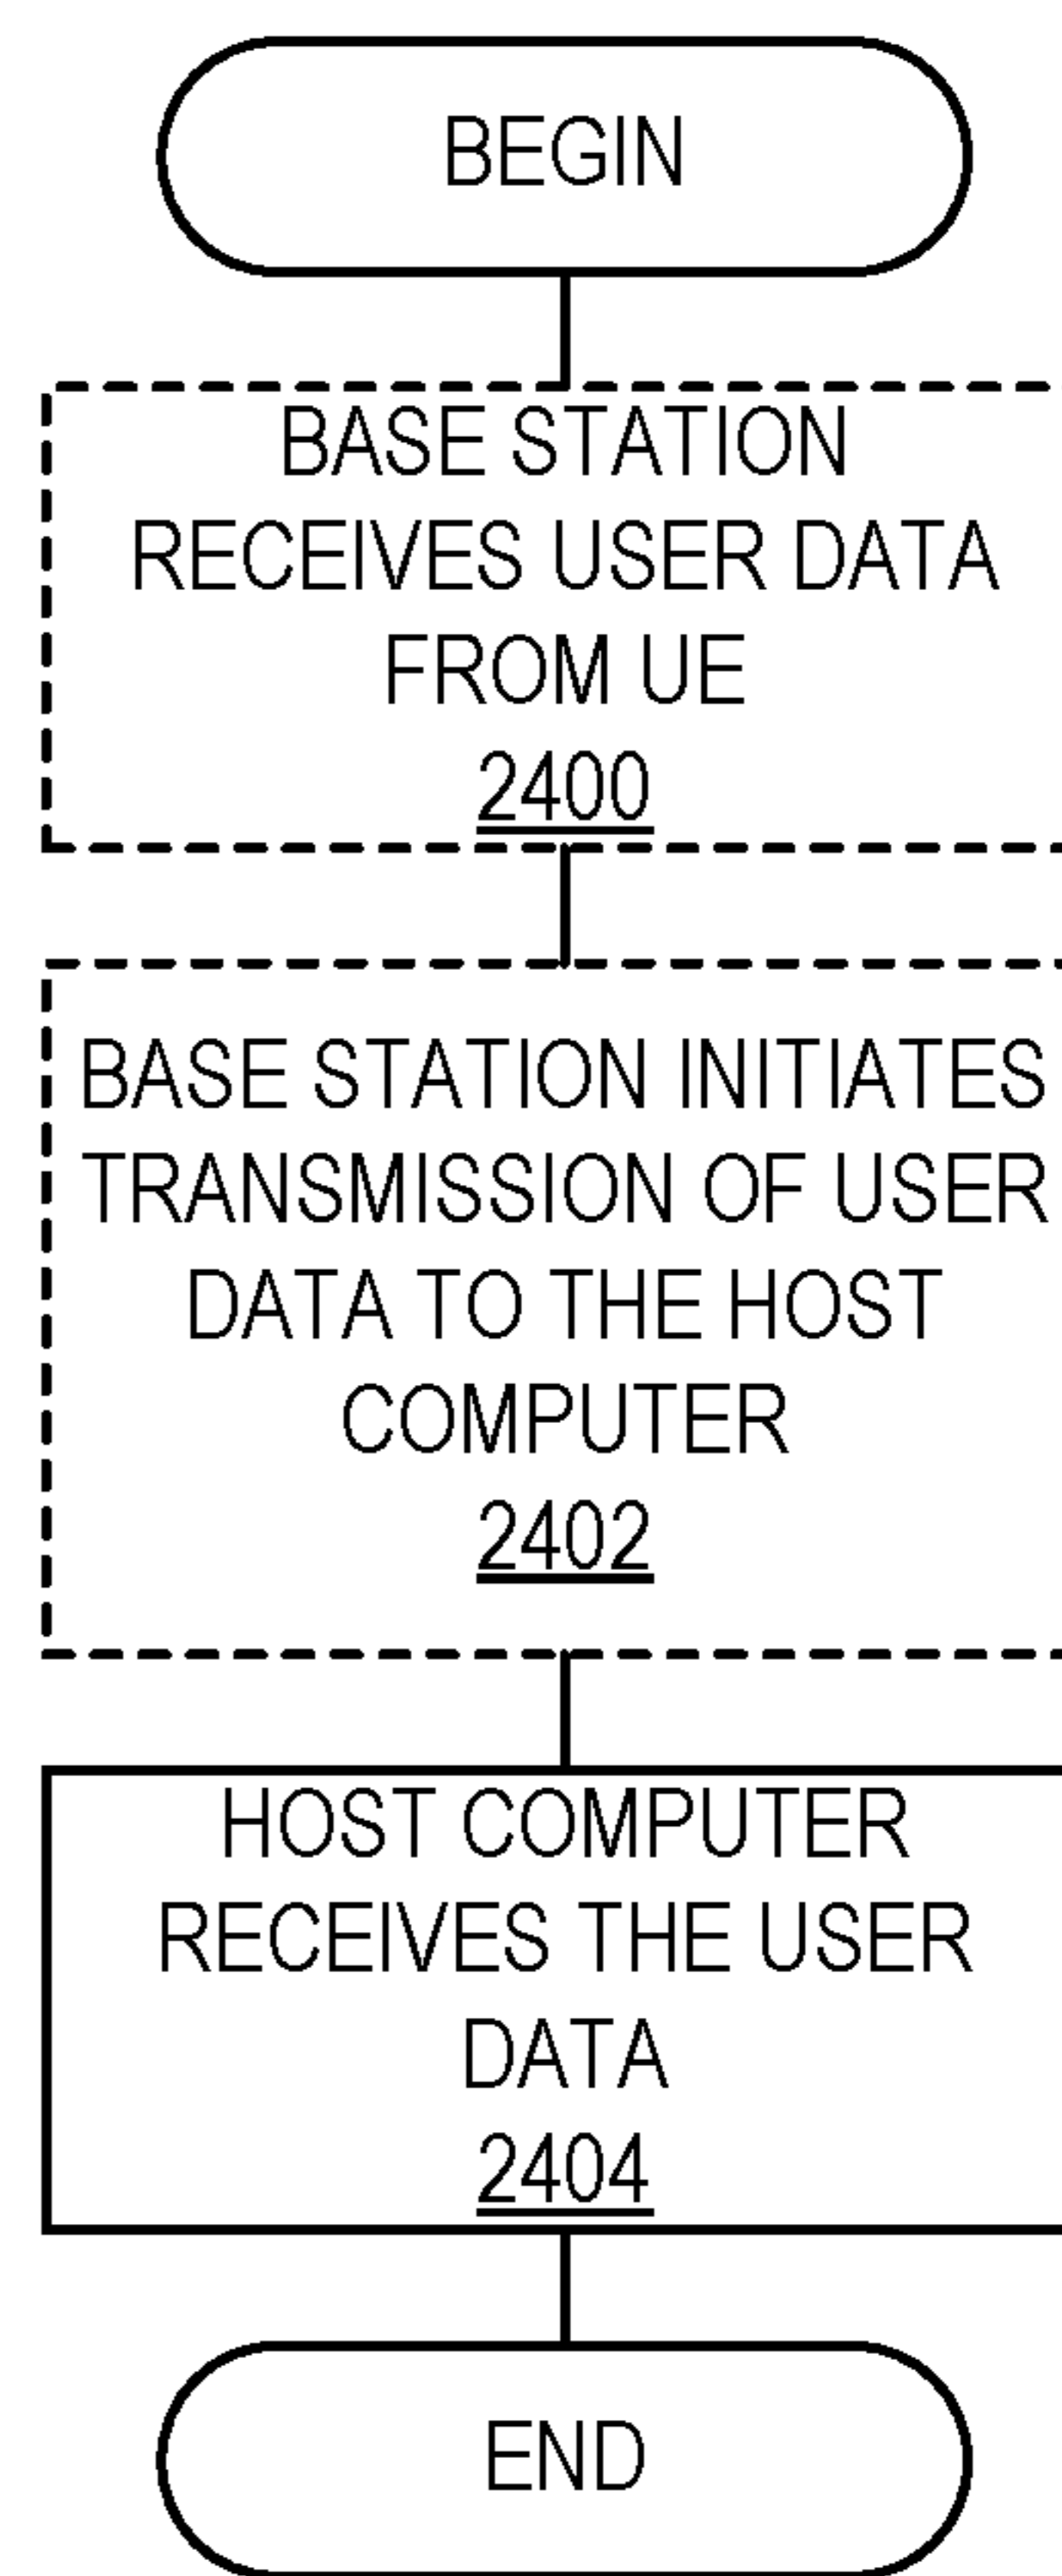 BEGIN
BASE STATION
RECEIVES USER DATA
FROM UE
2400
BASE STATION INITIATES
TRANSMISSION OF USER
DATA TO THE HOST
COMPUTER
2402
HOST COMPUTER
RECEIVES THE USER
DATA
2404
END